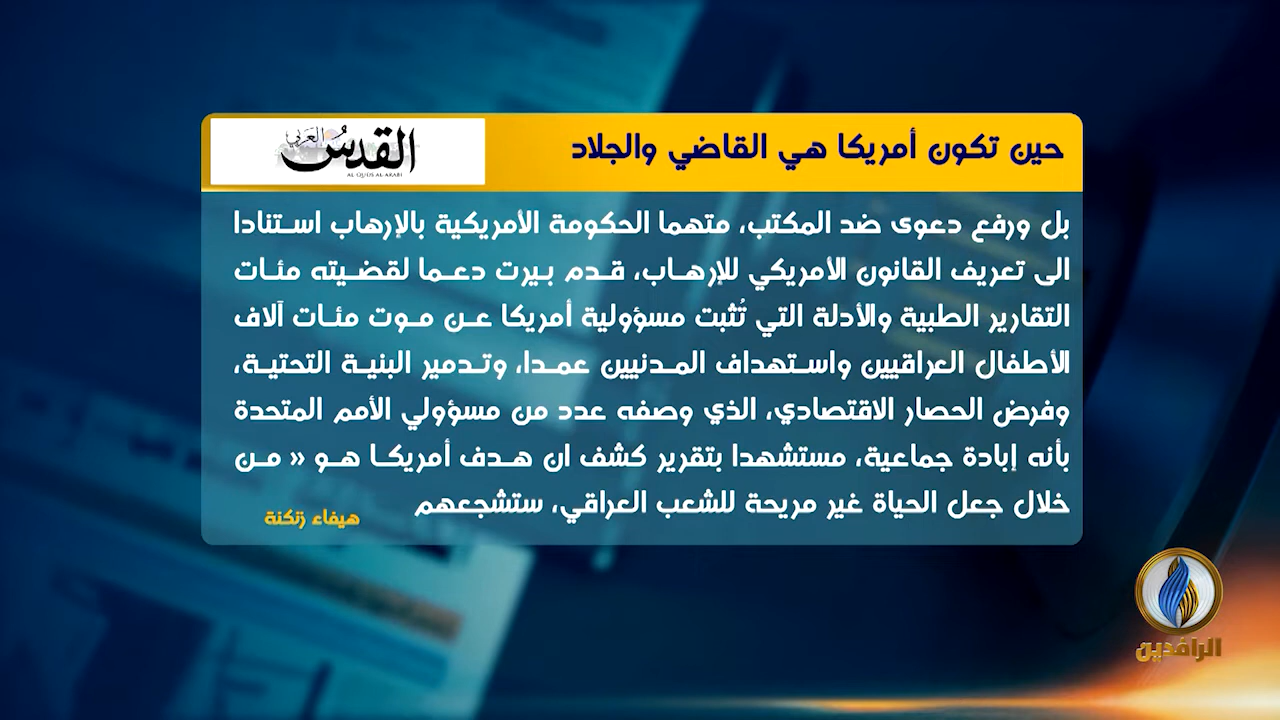 حين تكون أمريكا هي القاضي والجلاد
القدس العربي
AL QUDS AL-ARABI
بل ورفع دعوى ضد المكتب، متهما الحكومة الأمريكية بالإرهاب استنادا
الى تعريف القانون الأمريكي للإرهاب، قدم بيرت دعما لقضيته مئات
التقارير الطبية والأدلة التي تُثبت مسؤولية أمريكا عن موت مئات آلاف
الأطفال العراقيين واستهداف المدنيين عمدا، وتدمير البنية التحتية،
وفرض الحصار الاقتصادي، الذي وصفه عدد من مسؤولي الأمم المتحدة
بأنه إبادة جماعية، مستشهدا بتقرير كشف ان هدف أمريكا هو « من
خلال جعل الحياة غير مريحة للشعب العراقي، ستشجعهم
هيفاء زنكنة
الرافدين